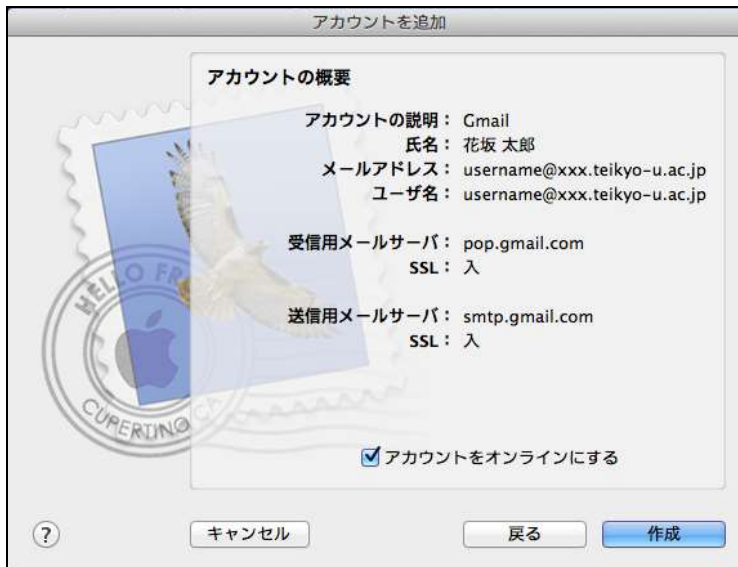 アカウントを追加
アカウントの概要
アカウントの説明： Gmail
氏名： 花坂 太郎
メールアドレス： username@xxx.teikyo-u.ac.jp
ユーザ名： username@xxx.teikyo-u.ac.jp
受信用メールサーバ： pop.gmail.com
SSL： 入
送信用メールサーバ： smtp.gmail.com
SSL： 入
HELLO FR
CUPERTINO CA
アカウントをオンラインにする
? キャンセル 戻る 作成